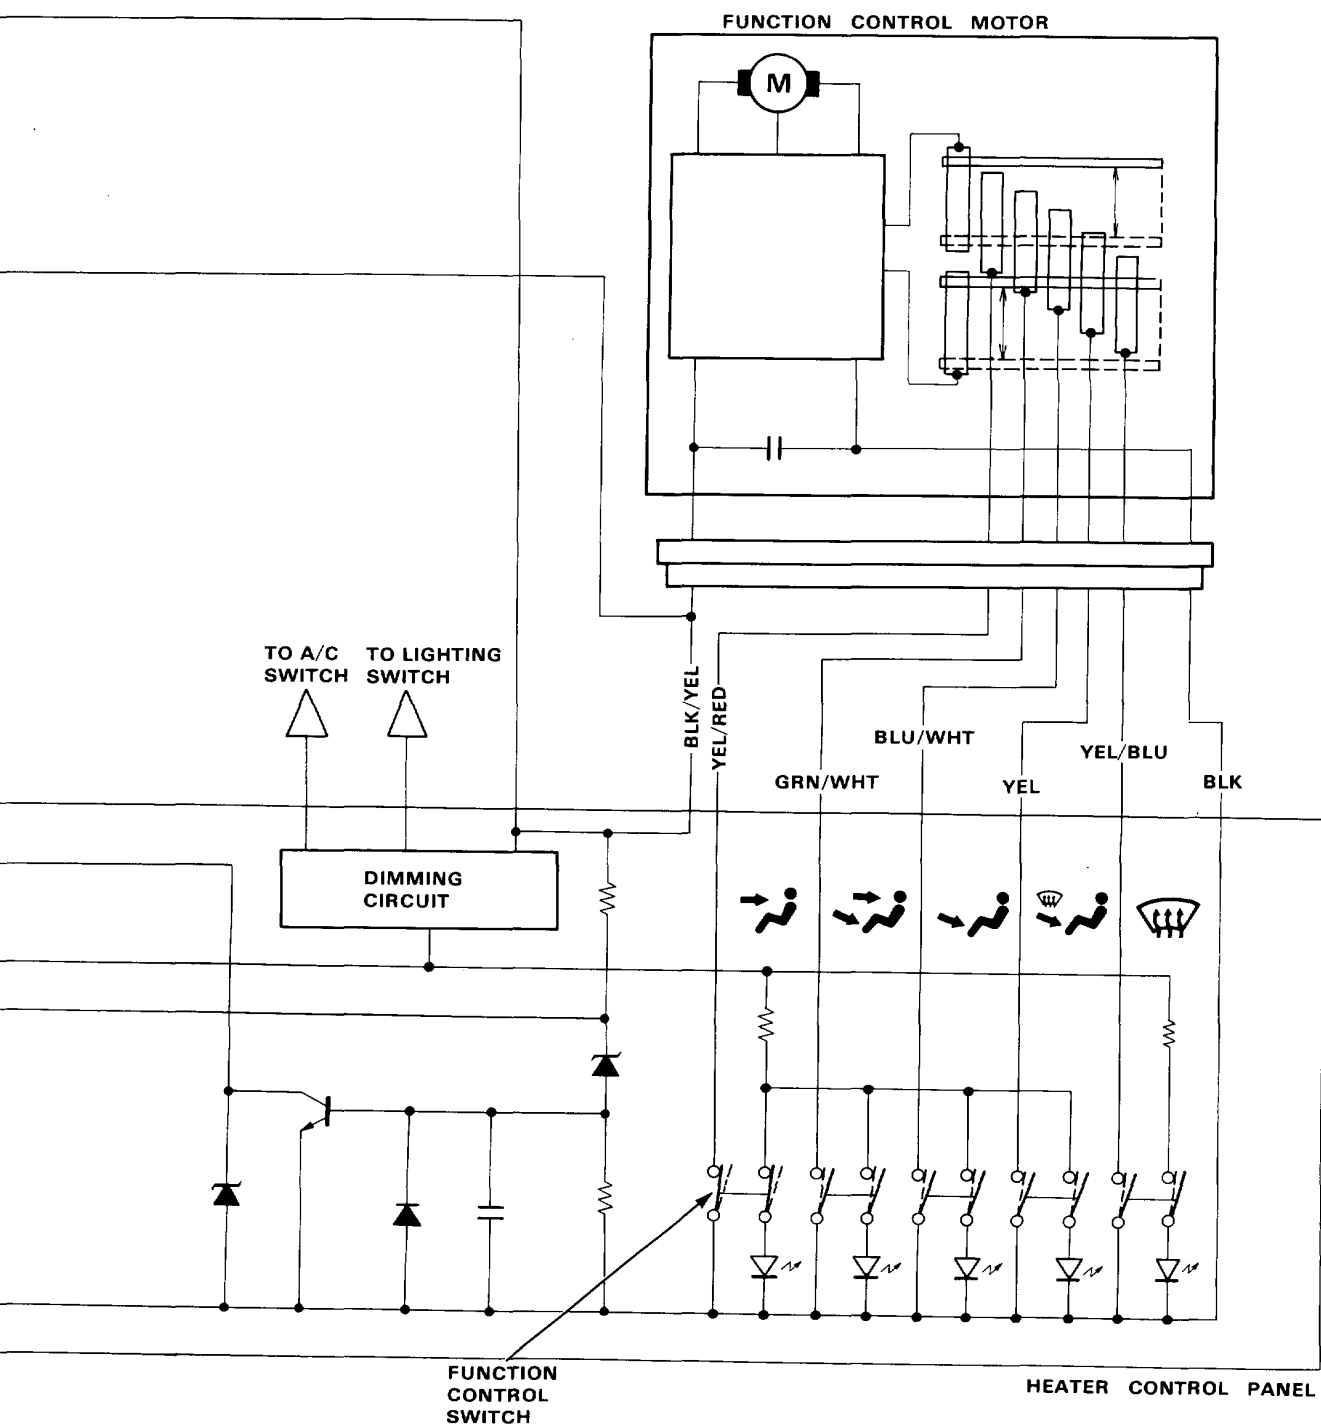 FUNCTION CONTROL MOTOR
M
TO A/C
SWITCH
TO LIGHTING
SWITCH
BLK/YEL
YEL/RED
GRN/WHT
BLU/WHT
YEL
YEL/BLU
BLK
DIMMING
CIRCUIT
FUNCTION
CONTROL
SWITCH
HEATER CONTROL PANEL